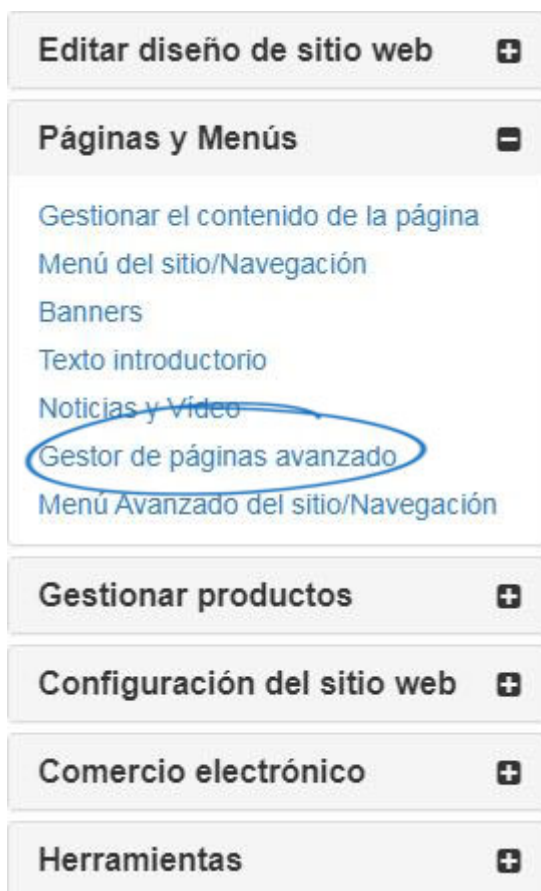 Editar diseño de sitio web
Páginas y Menús
Gestionar el contenido de la página
Menú del sitio/Navegación
Banners
Texto introductorio
Noticias y Vídeo
Gestor de páginas avanzado
Menú Avanzado del sitio/Navegación
Gestionar productos
Configuración del sitio web
Comercio electrónico
Herramientas